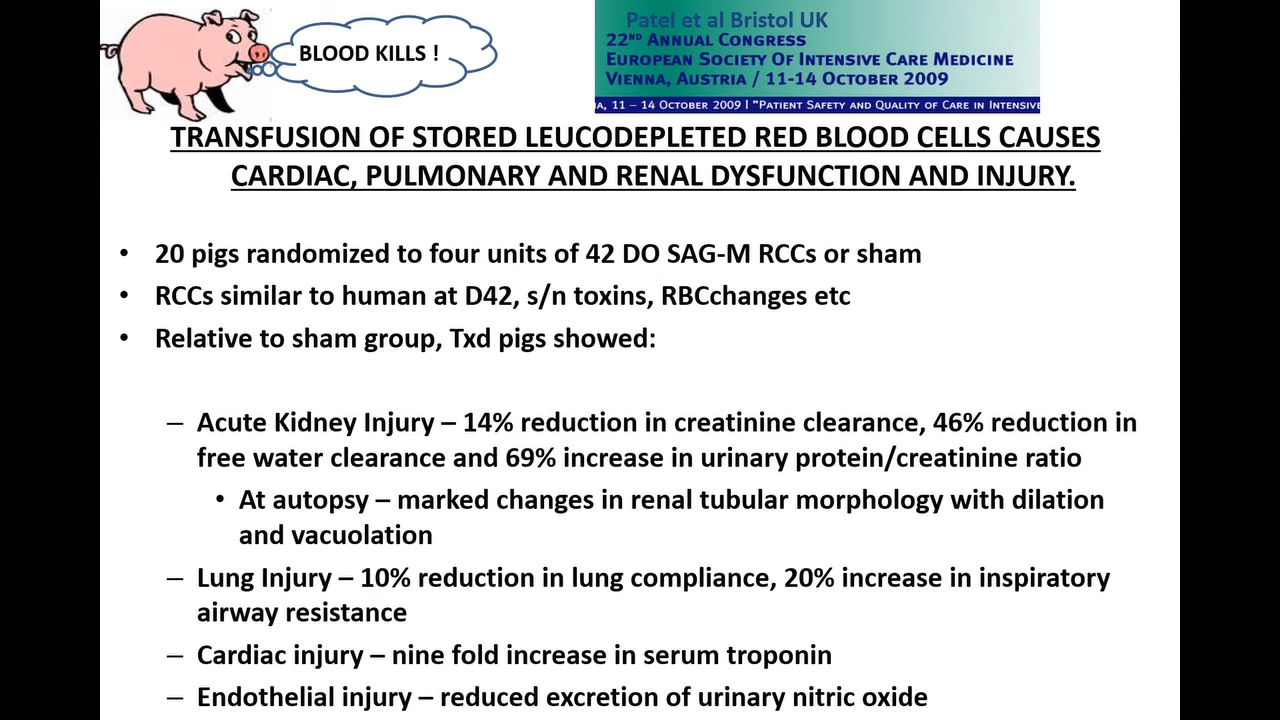 BLOOD KILLS !
Patel et al Bristol UK
22ND ANNUAL CONGRESS
EUROPEAN SOCIETY OF INTENSIVE CARE MEDICINE
VIENNA, AUSTRIA / 11-14 OCTOBER 2009
11 – 14 OCTOBER 2009 I "PATIENT SAFETY AND QUALITY OF CARE IN INTENSIVE
TRANSFUSION OF STORED LEUCODEPLETED RED BLOOD CELLS CAUSES
CARDIAC, PULMONARY AND RENAL DYSFUNCTION AND INJURY.
• 20 pigs randomized to four units of 42 DO SAG-M RCCs or sham
• RCCs similar to human at D42, s/n toxins, RBCchanges etc
• Relative to sham group, Txd pigs showed:
– Acute Kidney Injury – 14% reduction in creatinine clearance, 46% reduction in
free water clearance and 69% increase in urinary protein/creatinine ratio
• At autopsy – marked changes in renal tubular morphology with dilation
and vacuolation
– Lung Injury – 10% reduction in lung compliance, 20% increase in inspiratory
airway resistance
– Cardiac injury – nine fold increase in serum troponin
– Endothelial injury – reduced excretion of urinary nitric oxide